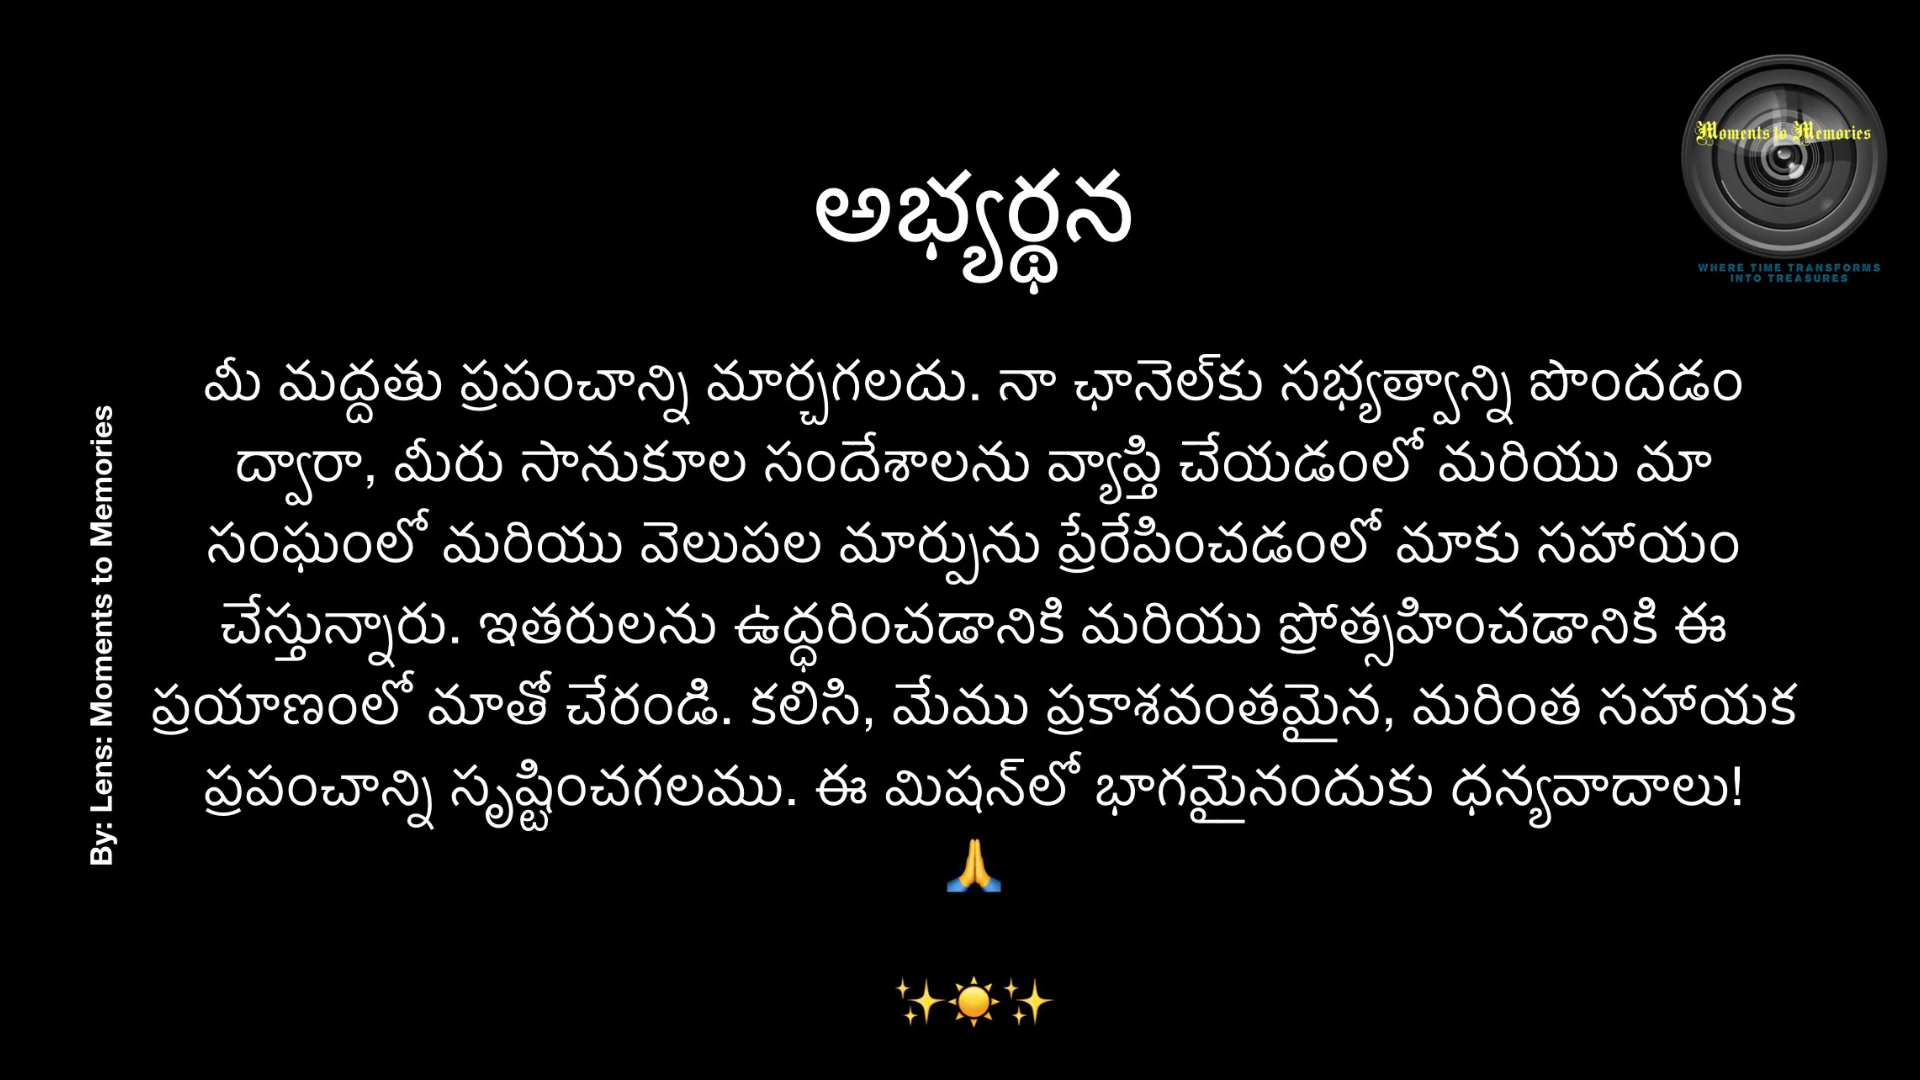 Moments to Memories
WHERE TIME TRANSFORMS
INTO TREASURES
అభ్యర్థన
మీ మద్దతు ప్రపంచాన్ని మార్చగలదు. నా ఛానెల్‌కు సభ్యత్వాన్ని పొందడం
ద్వారా, మీరు సానుకూల సందేశాలను వ్యాప్తి చేయడంలో మరియు మా
సంఘంలో మరియు వెలుపల మార్పును ప్రేరేపించడంలో మాకు సహాయం
చేస్తున్నారు. ఇతరులను ఉద్ధరించడానికి మరియు ప్రోత్సహించడానికి ఈ
ప్రయాణంలో మాతో చేరండి. కలిసి, మేము ప్రకాశవంతమైన, మరింత సహాయక
ప్రపంచాన్ని సృష్టించగలము. ఈ మిషన్‌లో భాగమైనందుకు ధన్యవాదాలు!
🙏
✨☀️✨
By: Lens: Moments to Memories